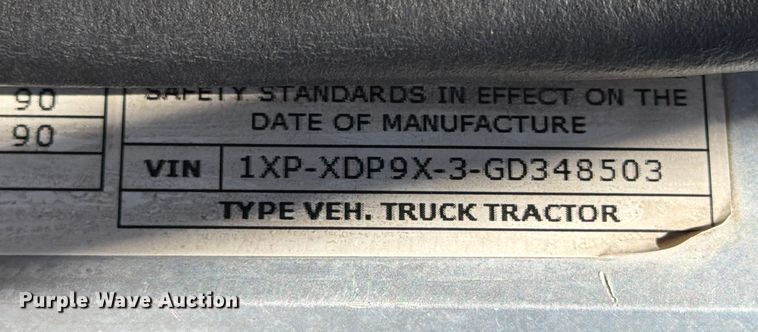 90
90
SAFETY STANDARDS IN EFFECT ON THE
DATE OF MANUFACTURE
VIN 1XP-XDP9X-3-GD348503
TYPE VEH. TRUCK TRACTOR
Purple Wave Auction